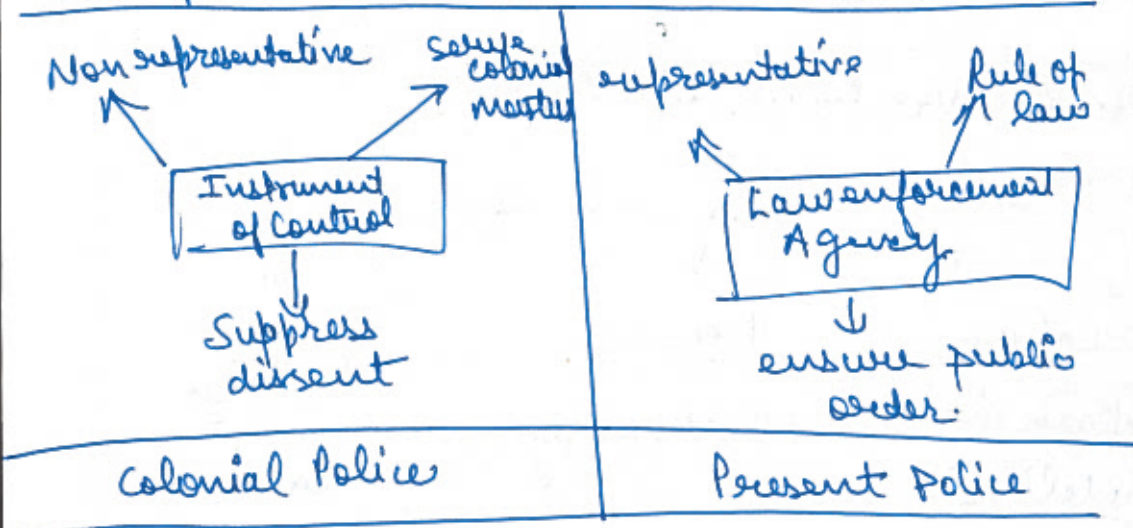 Non representative
serve
colonial
masters
Instrument
of Control
Suppress
dissent
Colonial Police
representative
Rule of
law
Law enforcement
Agency
ensure public
order.
Present Police